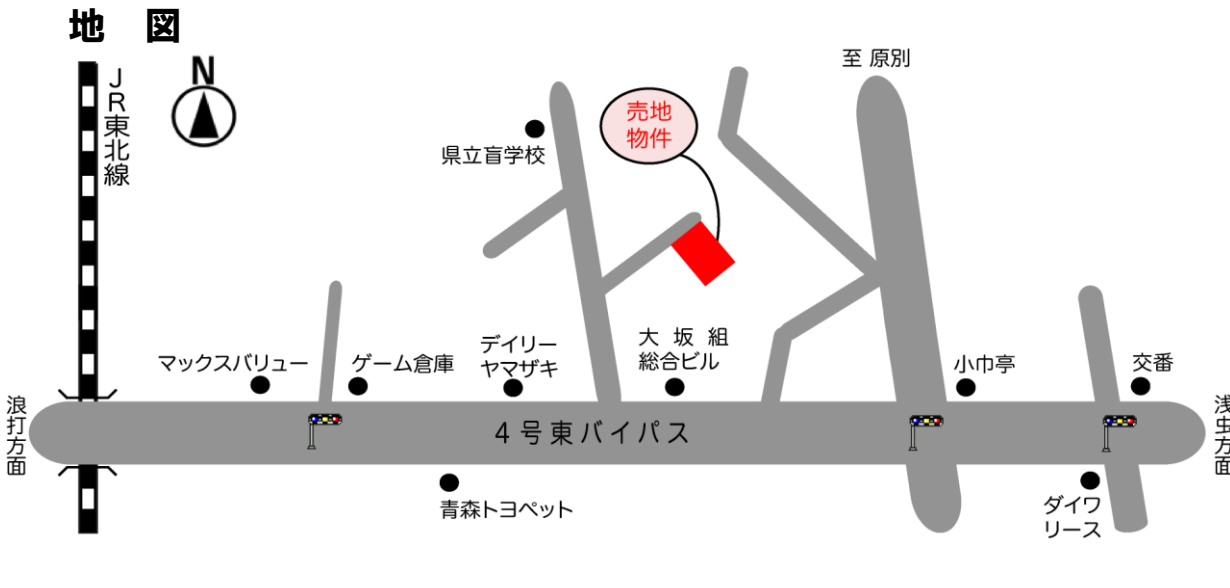 地 図
N
至 原別
JR東北線
売地
物件
県立盲学校
マックスバリュー
ゲーム倉庫
デイリー
ヤマザキ
大 坂 組
総合ビル
小巾亭
交番
浪打方面
4号東バイパス
浅虫方面
青森トヨペット
ダイワ
リース